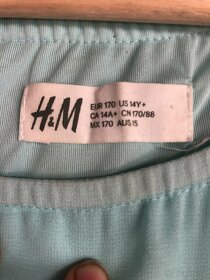 H&M
EUR 170 US 14Y+
CA 14A+ CN 170/88
MX 170 AUS 15